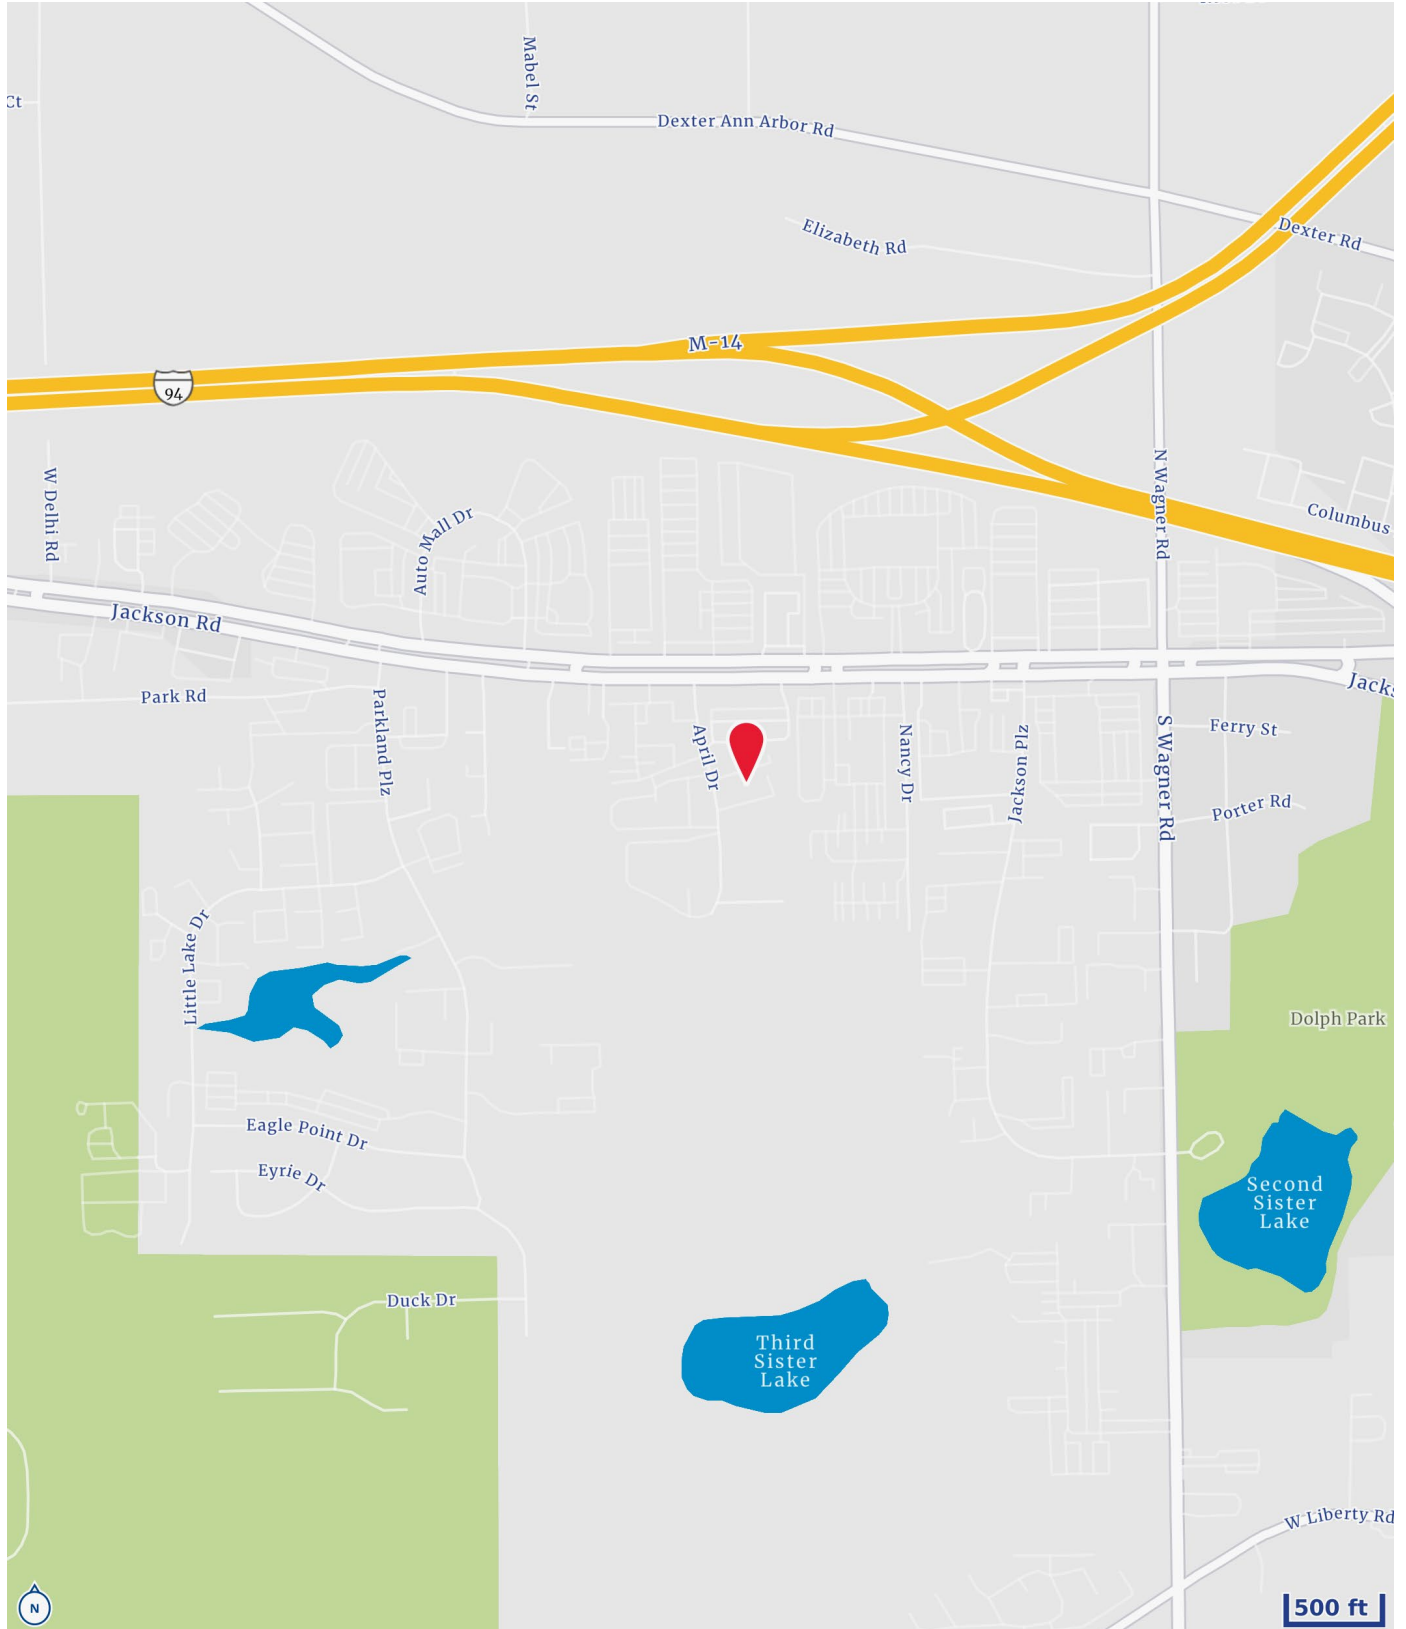 Mabel St
Ct
Dexter Ann Arbor Rd
Elizabeth Rd
Dexter Rd
M-14
94
W Delhi Rd
N Wagner Rd
Columbus
Auto Mall Dr
Jackson Rd
Park Rd
Parkland Plz
April Dr
Nancy Dr
Jackson Plz
S Wagner Rd
Jacks
Ferry St
Porter Rd
Little Lake Dr
Dolph Park
Eagle Point Dr
Eyrie Dr
Second
Sister
Lake
Duck Dr
Third
Sister
Lake
W Liberty Rd
N
500 ft